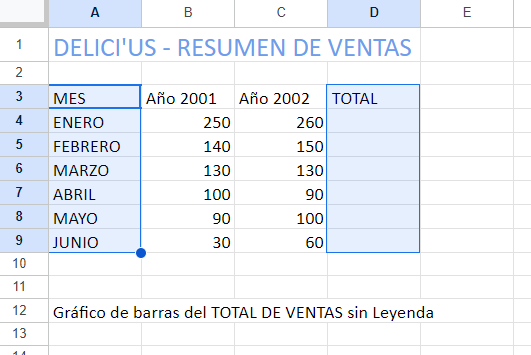 A B C D E
1 DELICI'US - RESUMEN DE VENTAS
2
3 MES Año 2001 Año 2002 TOTAL
4 ENERO 250 260
5 FEBRERO 140 150
6 MARZO 130 130
7 ABRIL 100 90
8 MAYO 90 100
9 JUNIO 30 60
10
11
12 Gráfico de barras del TOTAL DE VENTAS sin Leyenda
13
14